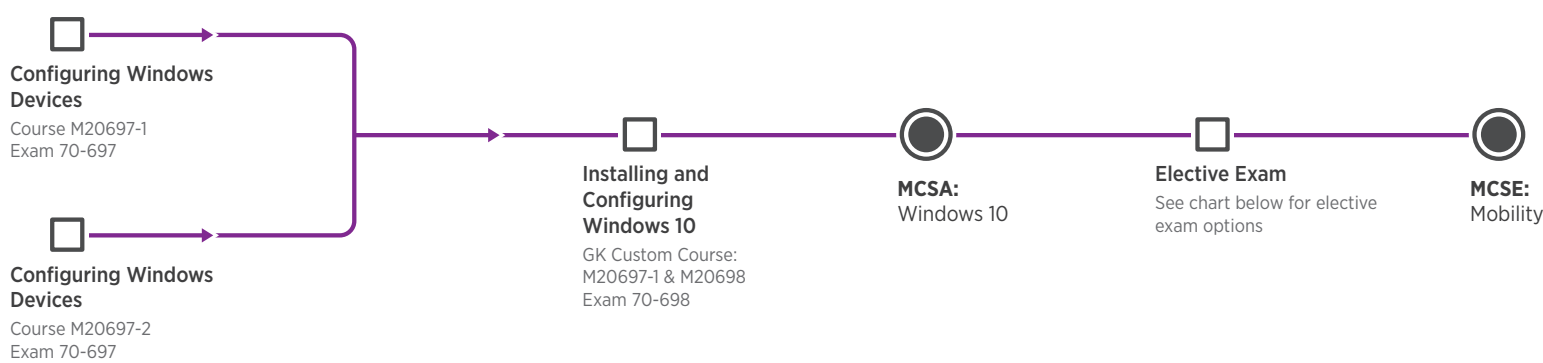 Configuring Windows
Devices
Course M20697-1
Exam 70-697
Configuring Windows
Devices
Course M20697-2
Exam 70-697
Installing and
Configuring
Windows 10
GK Custom Course:
M20697-1 & M20698
Exam 70-698
MCSA:
Windows 10
Elective Exam
See chart below for elective
exam options
MCSE:
Mobility